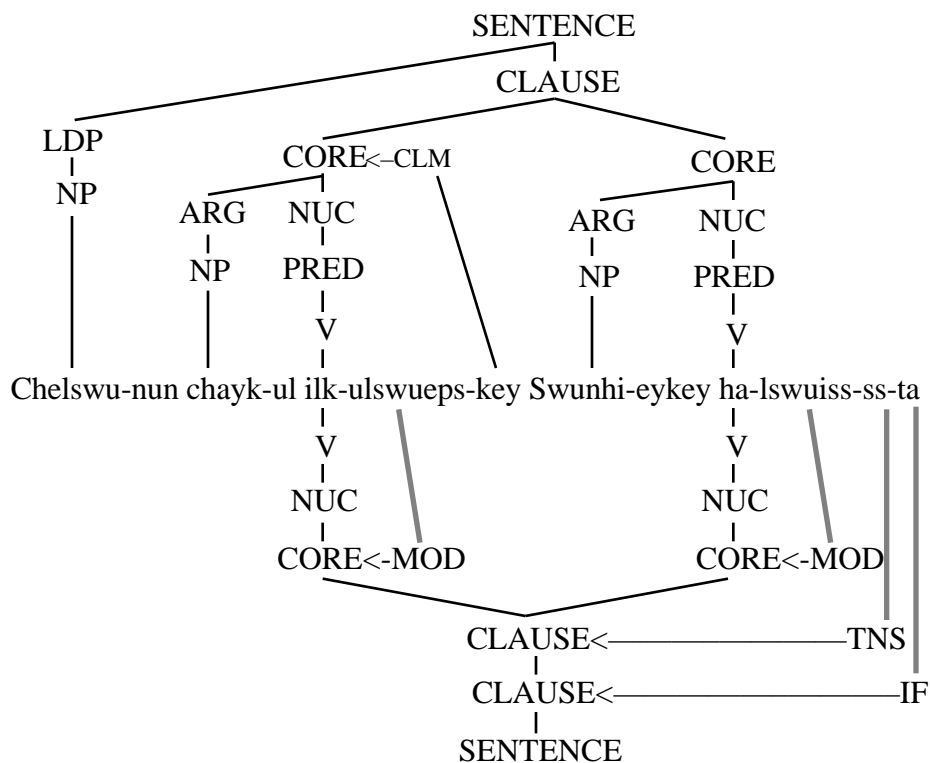 SENTENCE
CLAUSE
LDP
CORE<–CLM CORE
NP
ARG NUC ARG NUC
NP PRED NP PRED
V V
Chelswu-nun chayk-ul ilk-ulswueps-key Swunhi-eykey ha-lswuiss-ss-ta
V V
NUC NUC
CORE<-MOD CORE<-MOD
CLAUSE<———————————TNS
CLAUSE<—————————————IF
SENTENCE